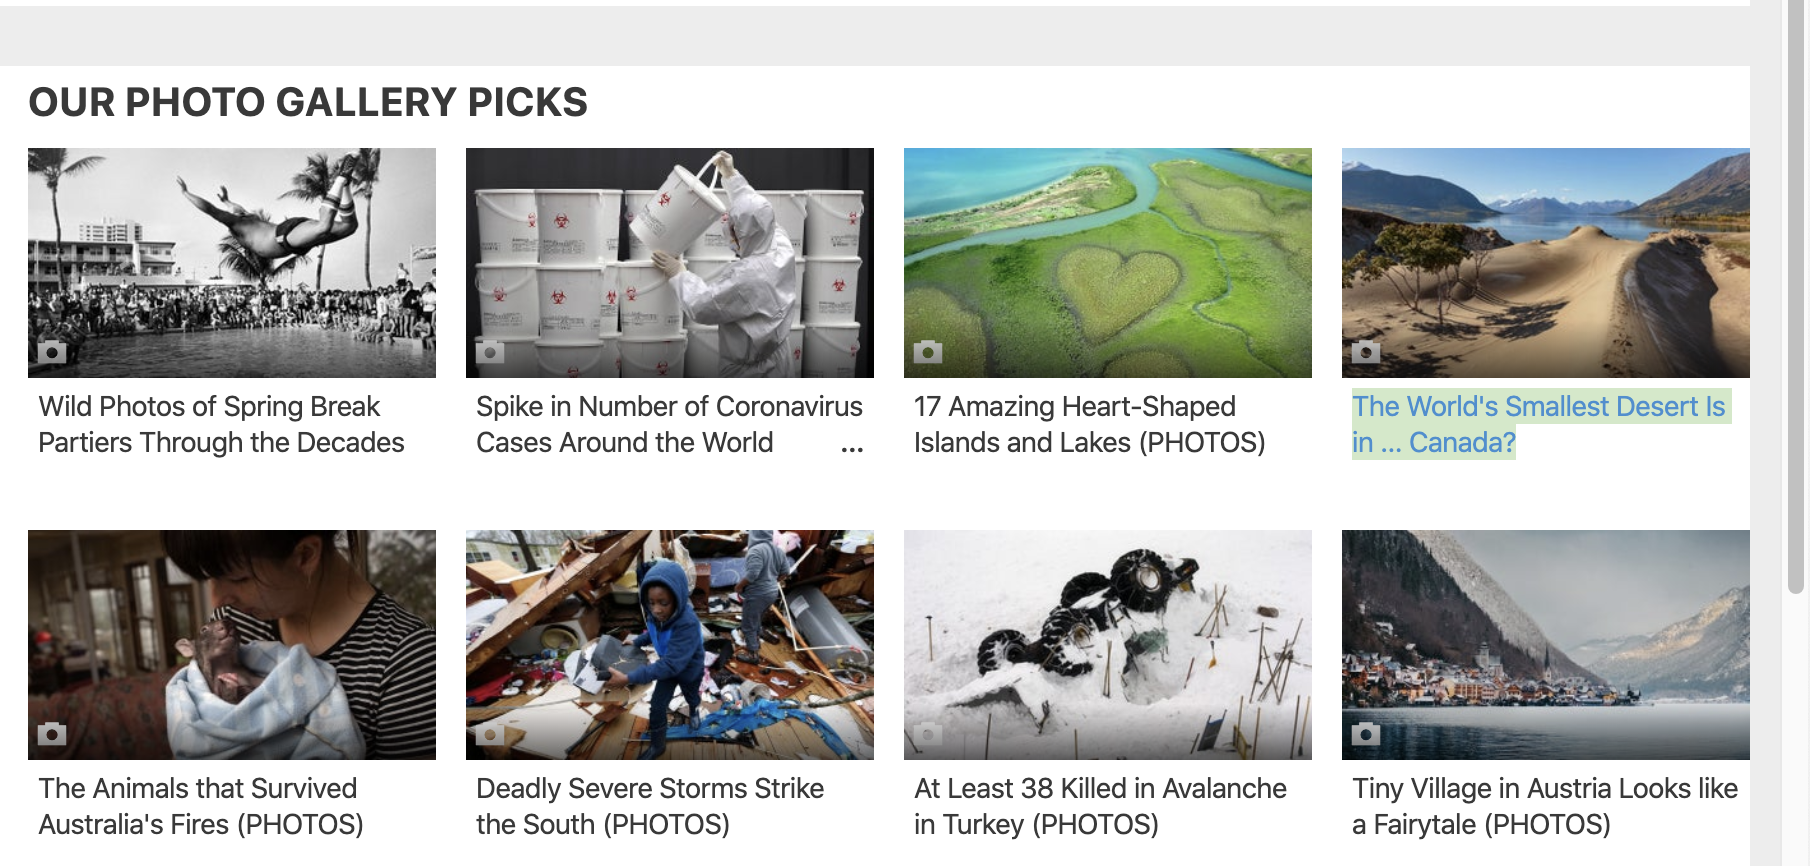 OUR PHOTO GALLERY PICKS
Wild Photos of Spring Break
Partiers Through the Decades
Spike in Number of Coronavirus
Cases Around the World ...
17 Amazing Heart-Shaped
Islands and Lakes (PHOTOS)
The World's Smallest Desert Is
in ... Canada?
The Animals that Survived
Australia's Fires (PHOTOS)
Deadly Severe Storms Strike
the South (PHOTOS)
At Least 38 Killed in Avalanche
in Turkey (PHOTOS)
Tiny Village in Austria Looks like
a Fairytale (PHOTOS)